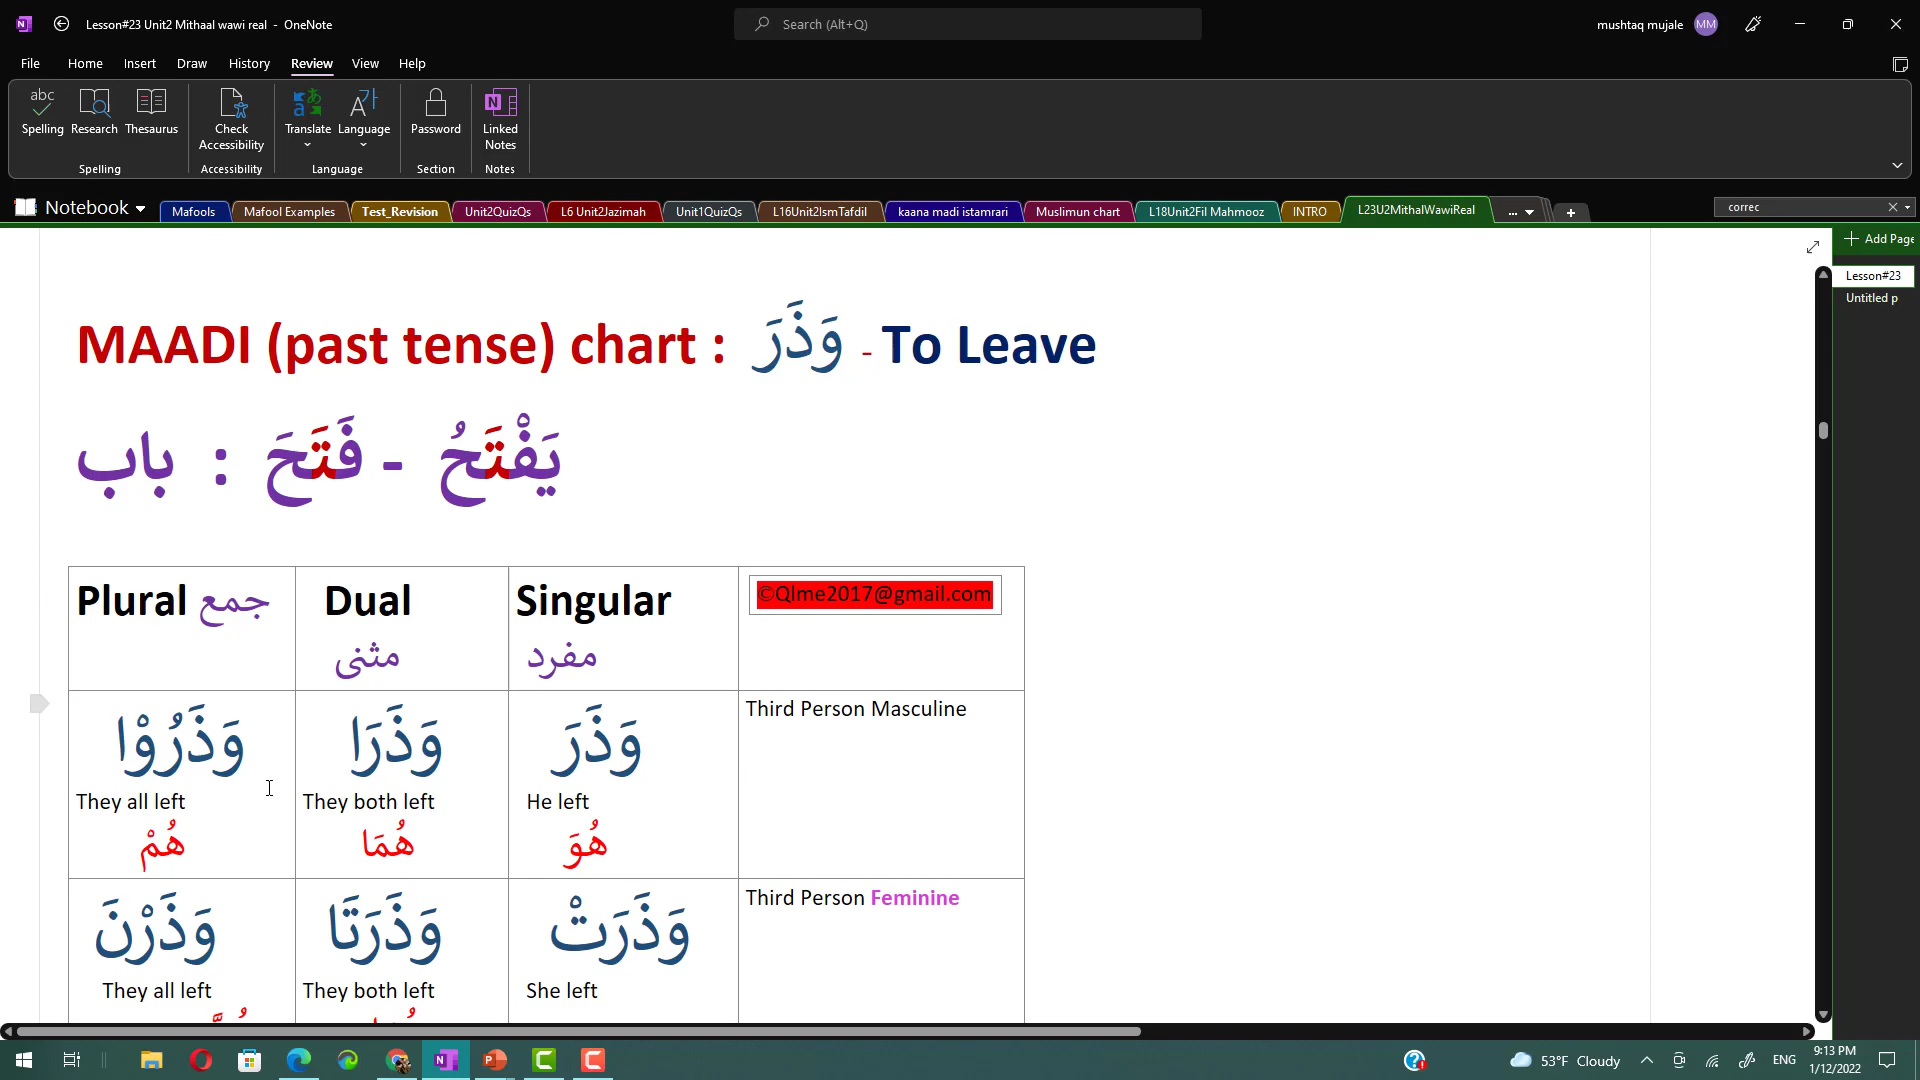 Lesson#23 Unit2 Mithaal wawi real - OneNote
Search (Alt+Q)
mushtaq mujale MM
File Home Insert Draw History Review View Help
abc
Spelling Research Thesaurus Check Accessibility Translate Language Password Linked Notes
Spelling Accessibility Language Section Notes
Notebook Mafools Mafool Examples Test_Revision Unit2QuizQs L6 Unit2Jazimah Unit1QuizQs L16Unit2IsmTafdil kaana madi istamrari Muslimun chart L18Unit2Fil Mahmooz INTRO L23U2MithalWawiReal ... correc
Add Page
Lesson#23
Untitled p
MAADI (past tense) chart : وَذَرَ - To Leave
باب : فَتَحَ - يَفْتَحُ
Plural جمع Dual Singular ©Qlme2017@gmail.com
مثنى مفرد
وَذَرُوْا وَذَرَا وَذَرَ Third Person Masculine
They all left They both left He left
هُمْ هُمَا هُوَ
وَذَرْنَ وَذَرَتَا وَذَرَتْ Third Person Feminine
They all left They both left She left
53°F Cloudy ENG 9:13 PM
1/12/2022